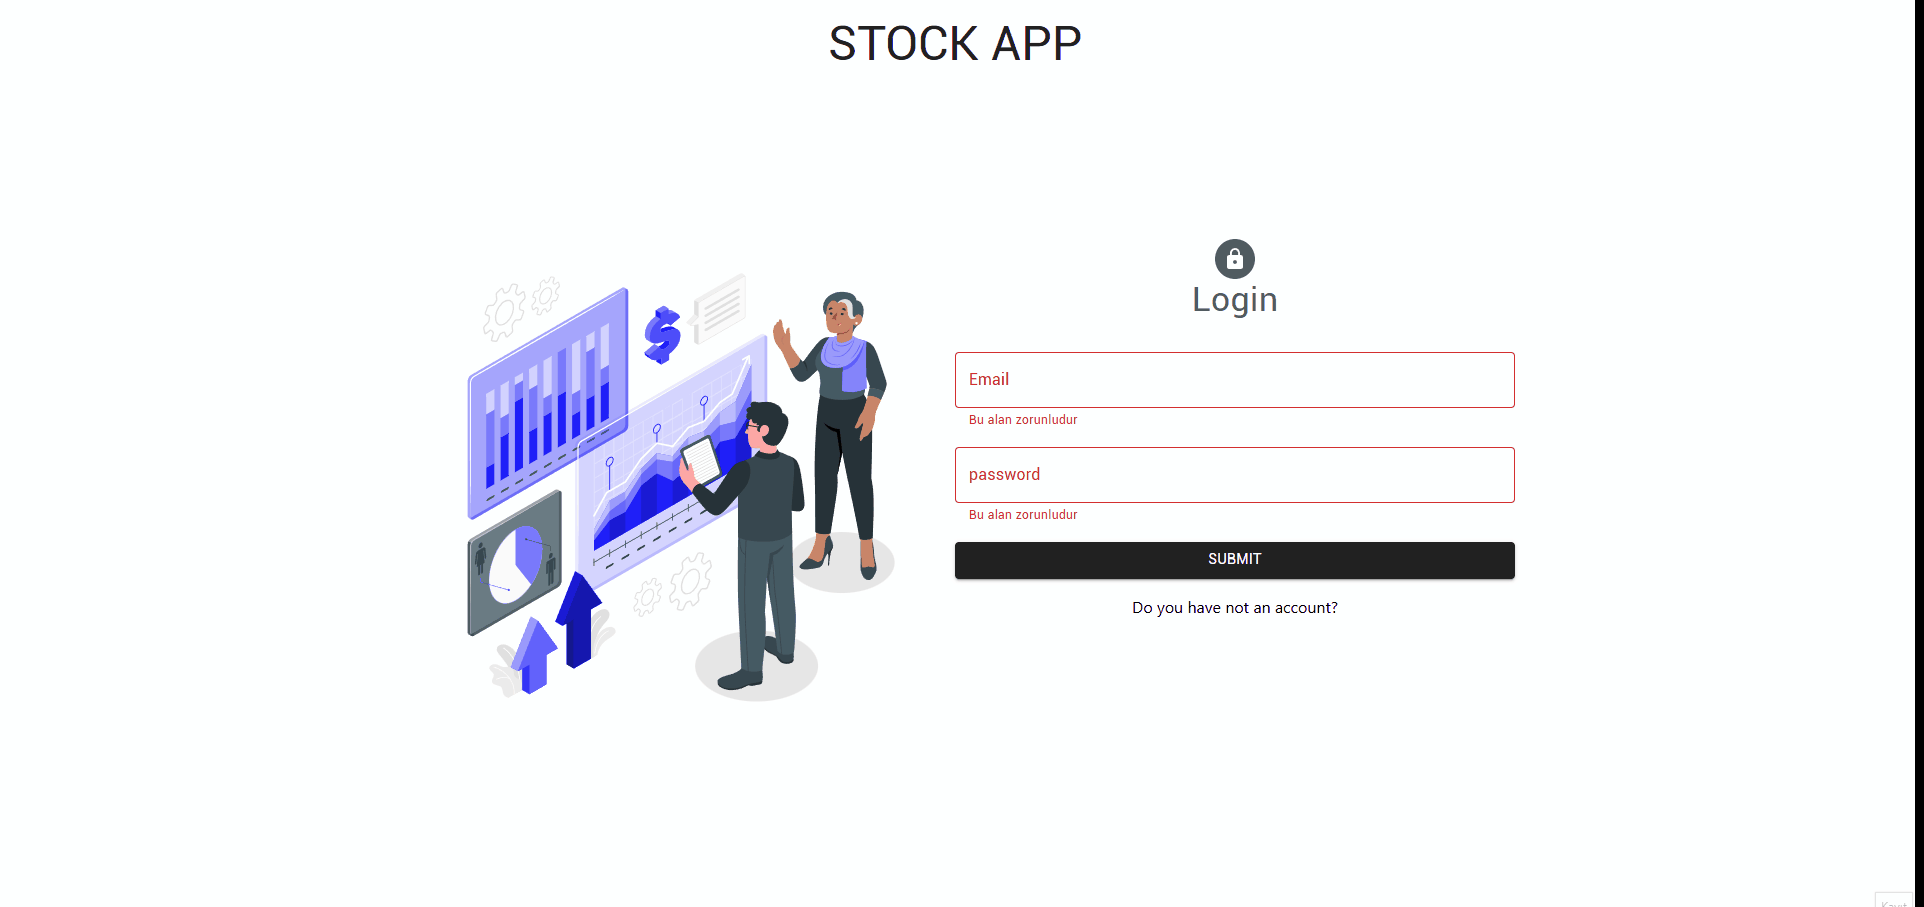 STOCK APP
Login
Email
Bu alan zorunludur
password
Bu alan zorunludur
SUBMIT
Do you have not an account?